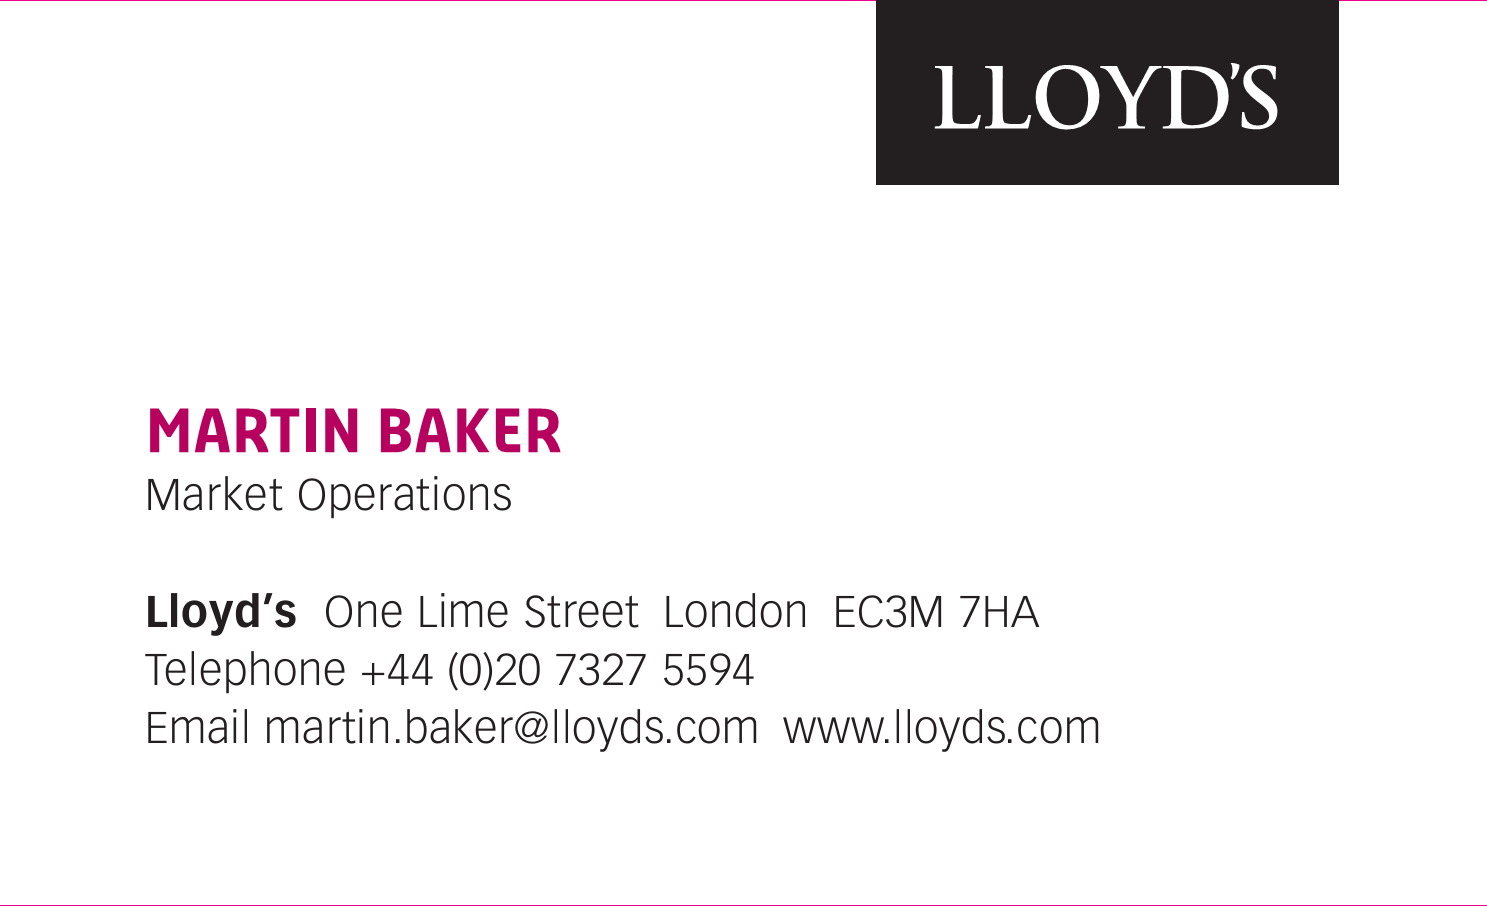 LLOYD’S
MARTIN BAKER
Market Operations
Lloyd’s One Lime Street London EC3M 7HA
Telephone +44 (0)20 7327 5594
Email martin.baker@lloyds.com www.lloyds.com